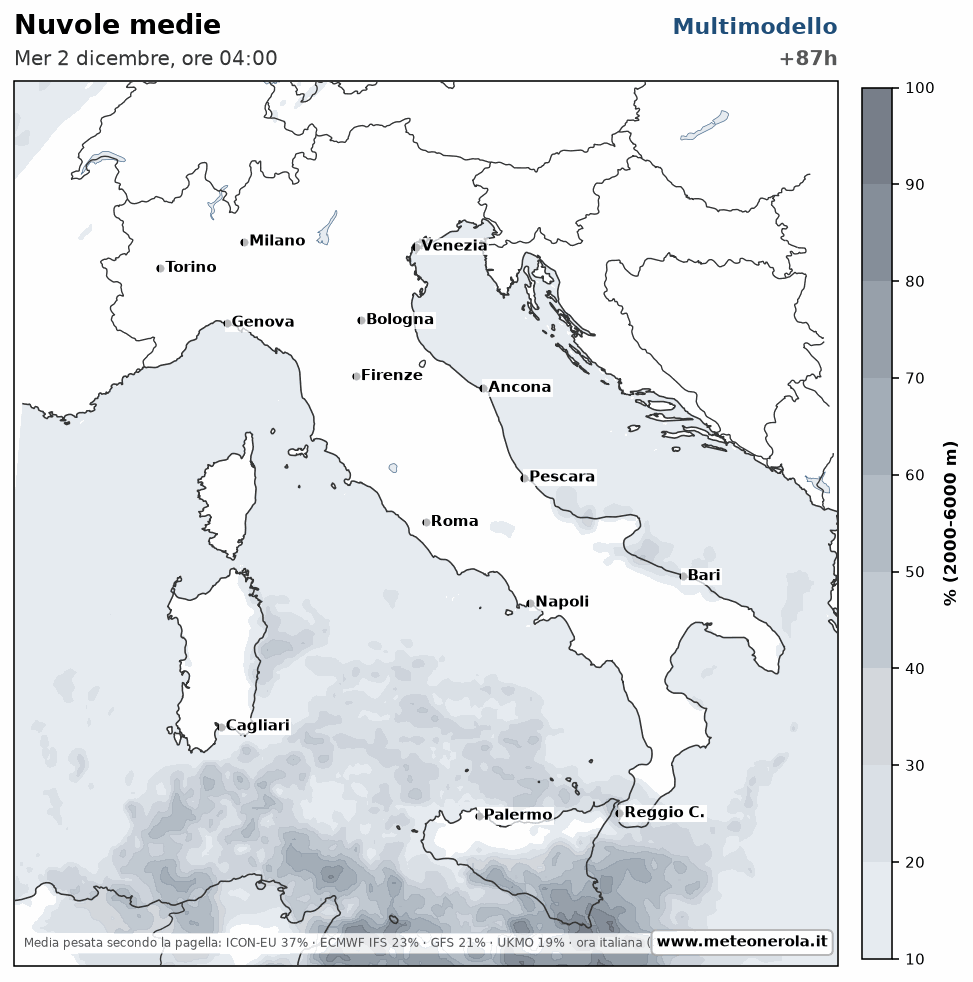 Nuvole medie
Multimodello
Mer 2 dicembre, ore 04:00
+87h
100
90
80
70
60
50
40
30
20
10
% (2000-6000 m)
Milano
Venezia
Torino
Genova
Bologna
Firenze
Ancona
Pescara
Roma
Bari
Napoli
Cagliari
Palermo
Reggio C.
Media pesata secondo la pagella: ICON-EU 37% · ECMWF IFS 23% · GFS 21% · UKMO 19% · ora italiana (
www.meteonerola.it